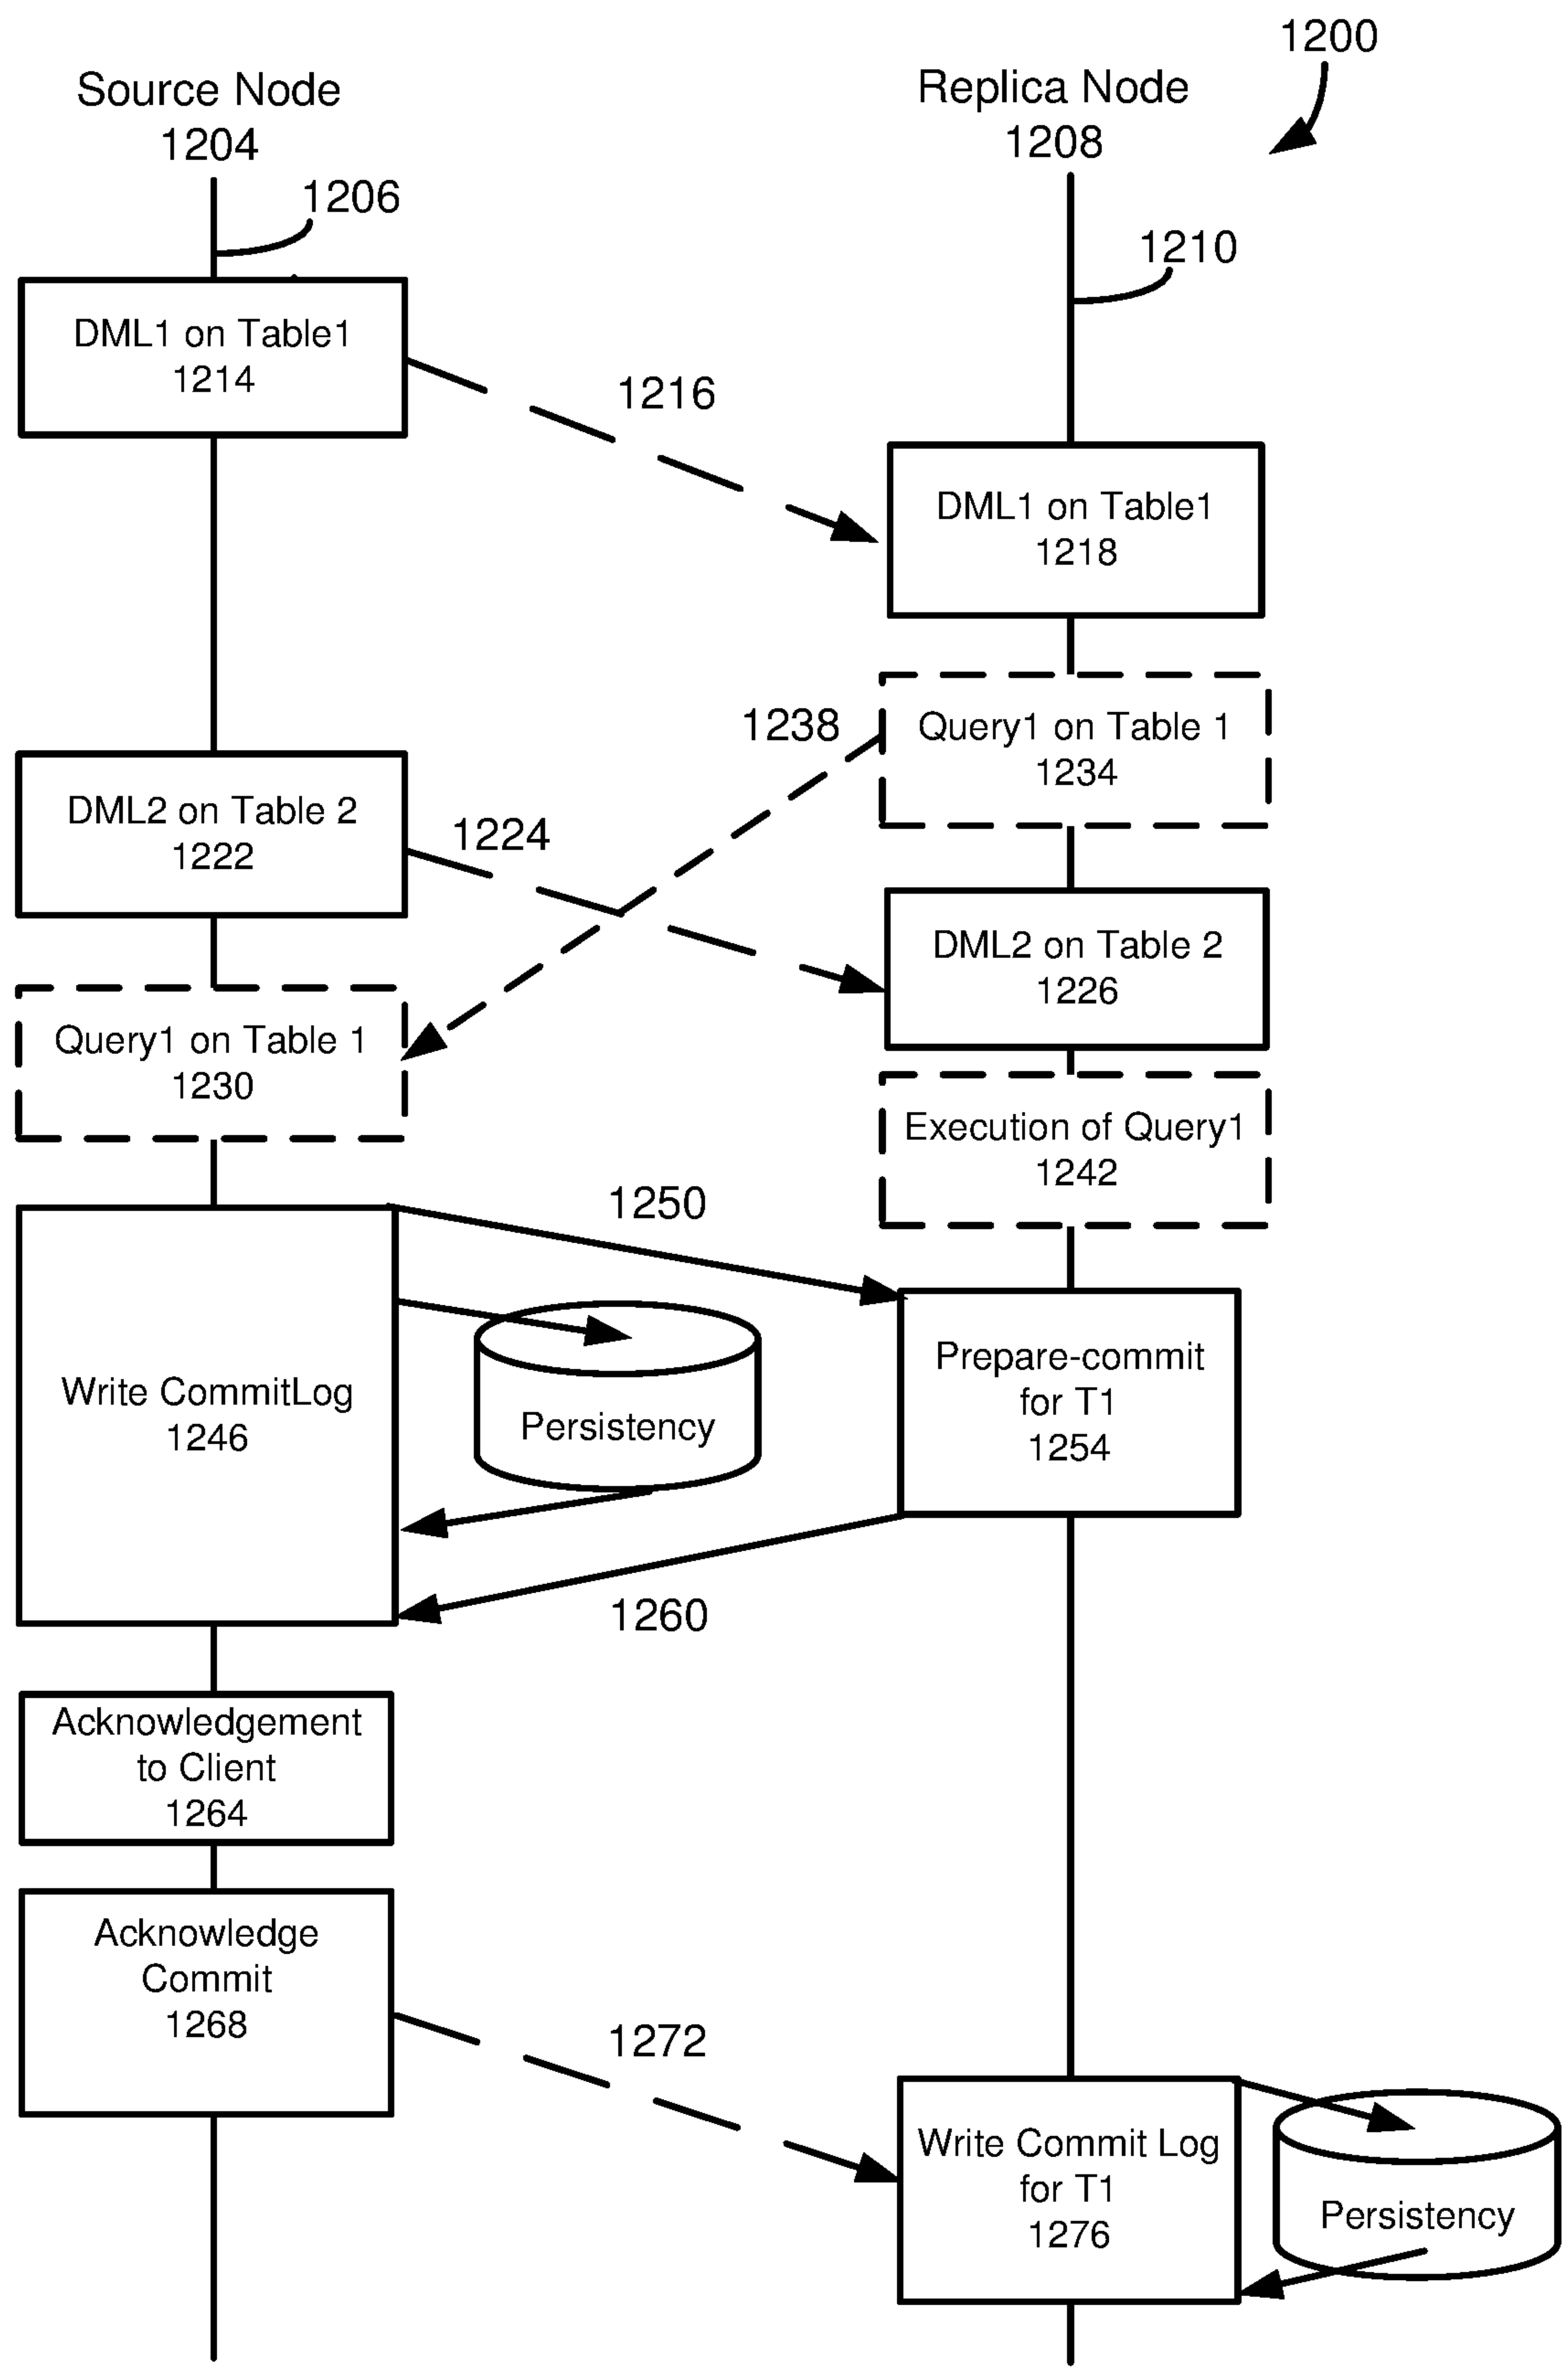 1200
Source Node
1204
Replica Node
1208
1206
1210
DML1 on Table1
1214
1216
DML1 on Table1
1218
1238
Query1 on Table 1
1234
DML2 on Table 2
1222
1224
DML2 on Table 2
1226
Query1 on Table 1
1230
Execution of Query1
1242
1250
Write CommitLog
1246
Persistency
Prepare-commit
for T1
1254
1260
Acknowledgement
to Client
1264
Acknowledge
Commit
1268
1272
Write Commit Log
for T1
1276
Persistency